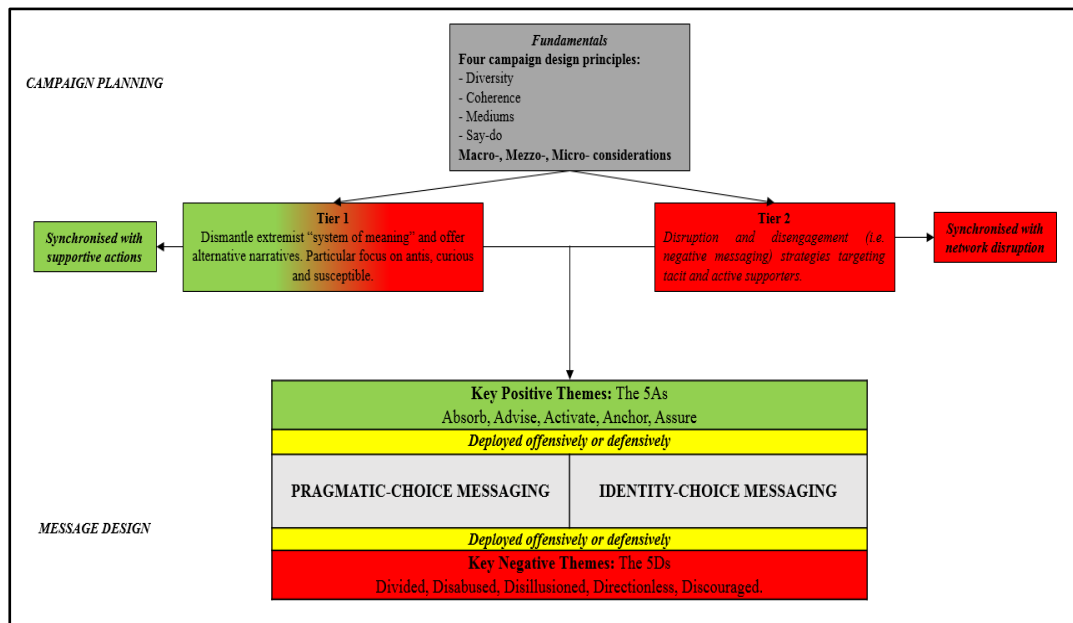 Fundamentals
Four campaign design principles:
- Diversity
- Coherence
- Mediums
- Say-do
Macro-, Mezzo-, Micro- considerations
CAMPAIGN PLANNING
Synchronised with
supportive actions
Tier 1
Dismantle extremist “system of meaning” and offer
alternative narratives. Particular focus on antis, curious
and susceptible.
Tier 2
Disruption and disengagement (i.e.
negative messaging) strategies targeting
tacit and active supporters.
Synchronised with
network disruption
Key Positive Themes: The 5As
Absorb, Advise, Activate, Anchor, Assure
Deployed offensively or defensively
PRAGMATIC-CHOICE MESSAGING
IDENTITY-CHOICE MESSAGING
MESSAGE DESIGN
Deployed offensively or defensively
Key Negative Themes: The 5Ds
Divided, Disabused, Disillusioned, Directionless, Discouraged.